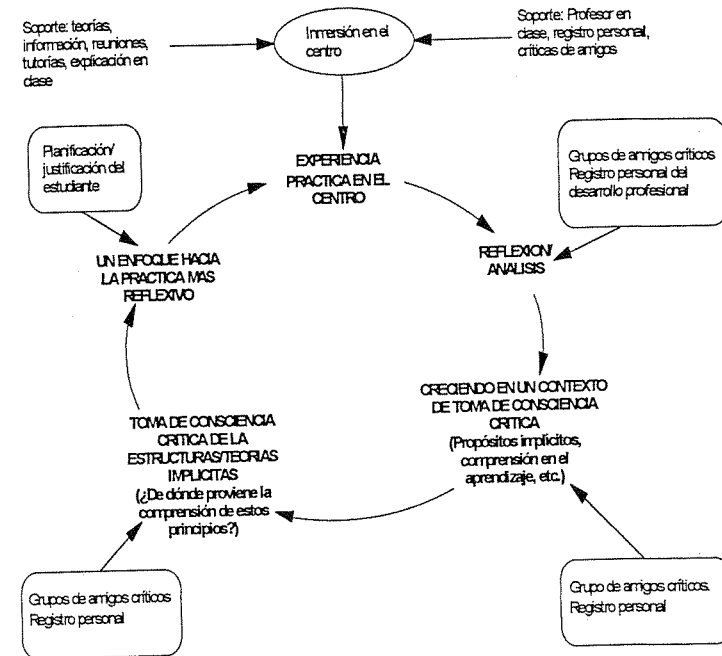 Soporte: teorías,
información, reuniones,
tutorías, explicación en
clase
Inmersión en el
centro
Soporte: Profesor en
clase, registro personal,
críticas de amigos
Planificación/
justificación del
estudiante
EXPERIENCIA
PRACTICA EN EL
CENTRO
Grupos de amigos críticos
Registro personal del
desarrollo profesional
UN ENFOQUE HACIA
LA PRACTICA MAS
REFLEXIVO
REFLEXION/
ANALISIS
CRECIENDO EN UN CONTEXTO
DE TOMA DE CONSCIENCIA
CRITICA
(Propósitos implícitos,
comprensión en el
aprendizaje, etc.)
TOMA DE CONSCIENCIA
CRITICA DE LA
ESTRUCTURAS/TEORIAS
IMPLICITAS
(¿De dónde proviene la
comprensión de estos
principios?)
Grupos de amigos críticos
Registro personal
Grupo de amigos críticos.
Registro personal